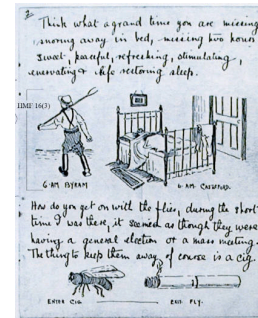 2
Think what a grand time you are missing
snoring away in bed, missing two hours
sweet, peaceful, refreshing, stimulating,
enervating & life restoring sleep.
IIMF 16(3)
6 AM BYRAM
6 AM CASTLEFORD.
How do you get on with the flies, during the short
time I was there, it seemed as though they were
having a general election or a mass meeting.
The thing to keep them away of course is a cig.
ENTER CIG
EXIT FLY.